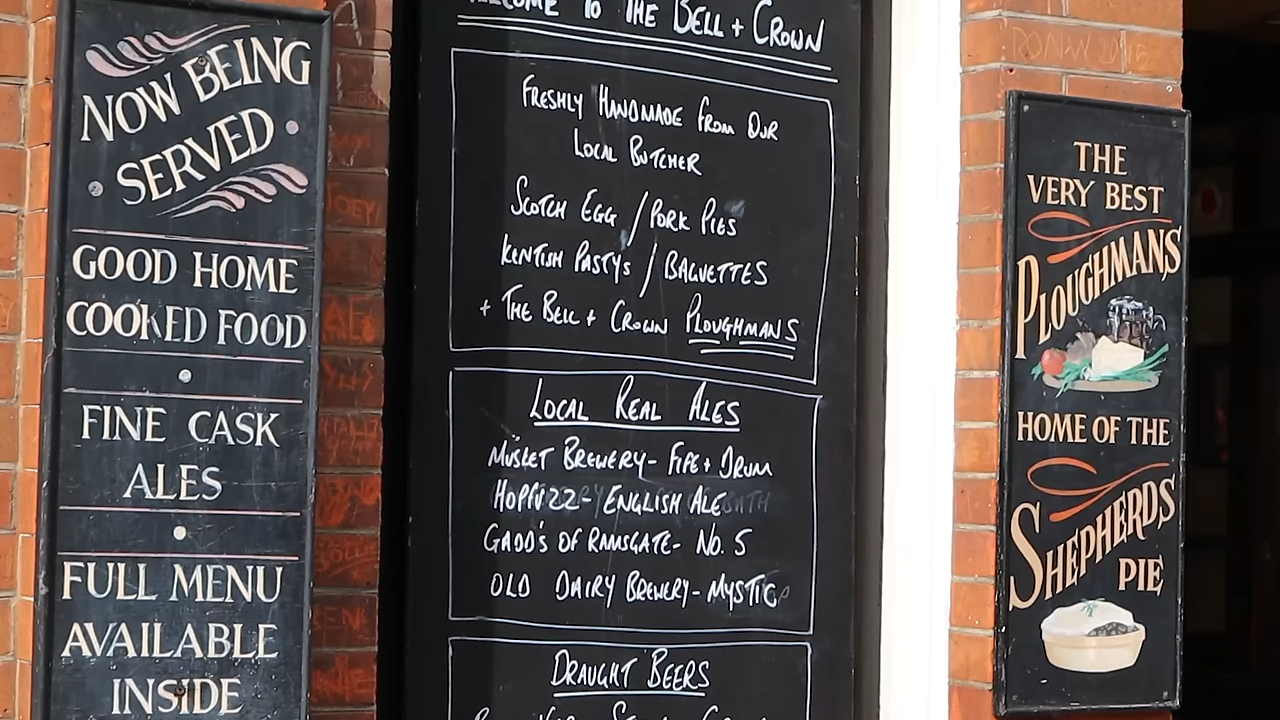 NOW BEING
SERVED
GOOD HOME
COOKED FOOD
FINE CASK
ALES
FULL MENU
AVAILABLE
INSIDE
WELCOME TO THE BELL + CROWN
FRESHLY HANDMADE FROM OUR
LOCAL BUTCHER
SCOTCH EGG / PORK PIES
KENTISH PASTYS / BAGUETTES
+ THE BELL + CROWN PLOUGHMANS
LOCAL REAL ALES
MUSKET BREWERY - FIFE + DRUM
HOPFUZZ - ENGLISH ALE
GADD'S OF RAMSGATE - NO. 5
OLD DAIRY BREWERY - MYSTIC
DRAUGHT BEERS
THE
VERY BEST
PLOUGHMANS
HOME OF THE
SHEPHERDS
PIE